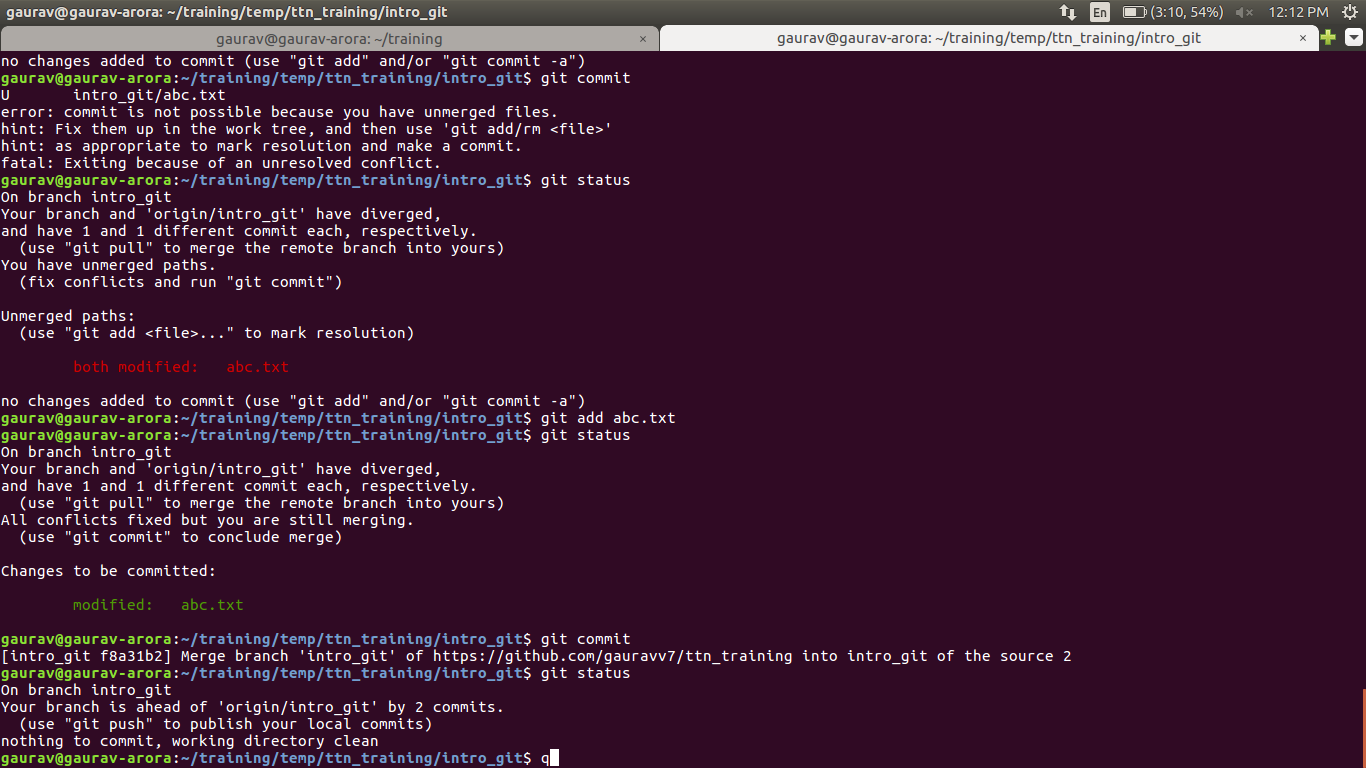 gaurav@gaurav-arora: ~/training/temp/ttn_training/intro_git
En (3:10, 54%) 12:12 PM
gaurav@gaurav-arora: ~/training × gaurav@gaurav-arora: ~/training/temp/ttn_training/intro_git ×
no changes added to commit (use "git add" and/or "git commit -a")
gaurav@gaurav-arora:~/training/temp/ttn_training/intro_git$ git commit
U       intro_git/abc.txt
error: commit is not possible because you have unmerged files.
hint: Fix them up in the work tree, and then use 'git add/rm <file>'
hint: as appropriate to mark resolution and make a commit.
fatal: Exiting because of an unresolved conflict.
gaurav@gaurav-arora:~/training/temp/ttn_training/intro_git$ git status
On branch intro_git
Your branch and 'origin/intro_git' have diverged,
and have 1 and 1 different commit each, respectively.
  (use "git pull" to merge the remote branch into yours)
You have unmerged paths.
  (fix conflicts and run "git commit")
Unmerged paths:
  (use "git add <file>..." to mark resolution)
        both modified:   abc.txt
no changes added to commit (use "git add" and/or "git commit -a")
gaurav@gaurav-arora:~/training/temp/ttn_training/intro_git$ git add abc.txt
gaurav@gaurav-arora:~/training/temp/ttn_training/intro_git$ git status
On branch intro_git
Your branch and 'origin/intro_git' have diverged,
and have 1 and 1 different commit each, respectively.
  (use "git pull" to merge the remote branch into yours)
All conflicts fixed but you are still merging.
  (use "git commit" to conclude merge)
Changes to be committed:
        modified:   abc.txt
gaurav@gaurav-arora:~/training/temp/ttn_training/intro_git$ git commit
[intro_git f8a31b2] Merge branch 'intro_git' of https://github.com/gauravv7/ttn_training into intro_git of the source 2
gaurav@gaurav-arora:~/training/temp/ttn_training/intro_git$ git status
On branch intro_git
Your branch is ahead of 'origin/intro_git' by 2 commits.
  (use "git push" to publish your local commits)
nothing to commit, working directory clean
gaurav@gaurav-arora:~/training/temp/ttn_training/intro_git$ q